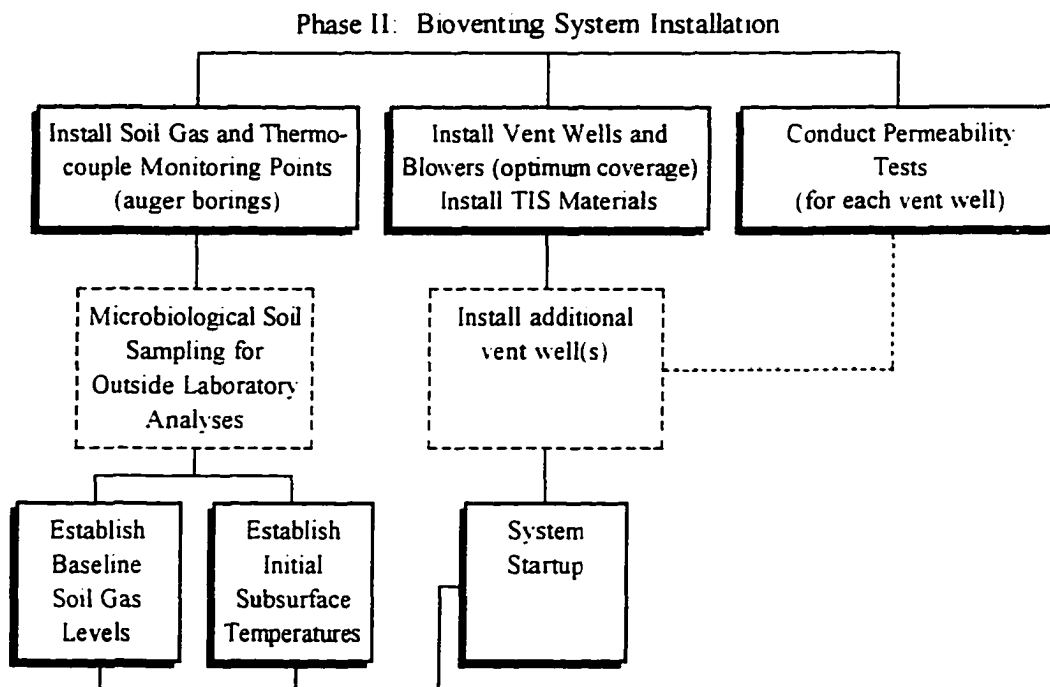 Phase II: Bioventing System Installation
Install Soil Gas and Thermo-
couple Monitoring Points
(auger borings)
Install Vent Wells and
Blowers (optimum coverage)
Install TIS Materials
Conduct Permeability
Tests
(for each vent well)
Microbiological Soil
Sampling for
Outside Laboratory
Analyses
Install additional
vent well(s)
Establish
Baseline
Soil Gas
Levels
Establish
Initial
Subsurface
Temperatures
System
Startup